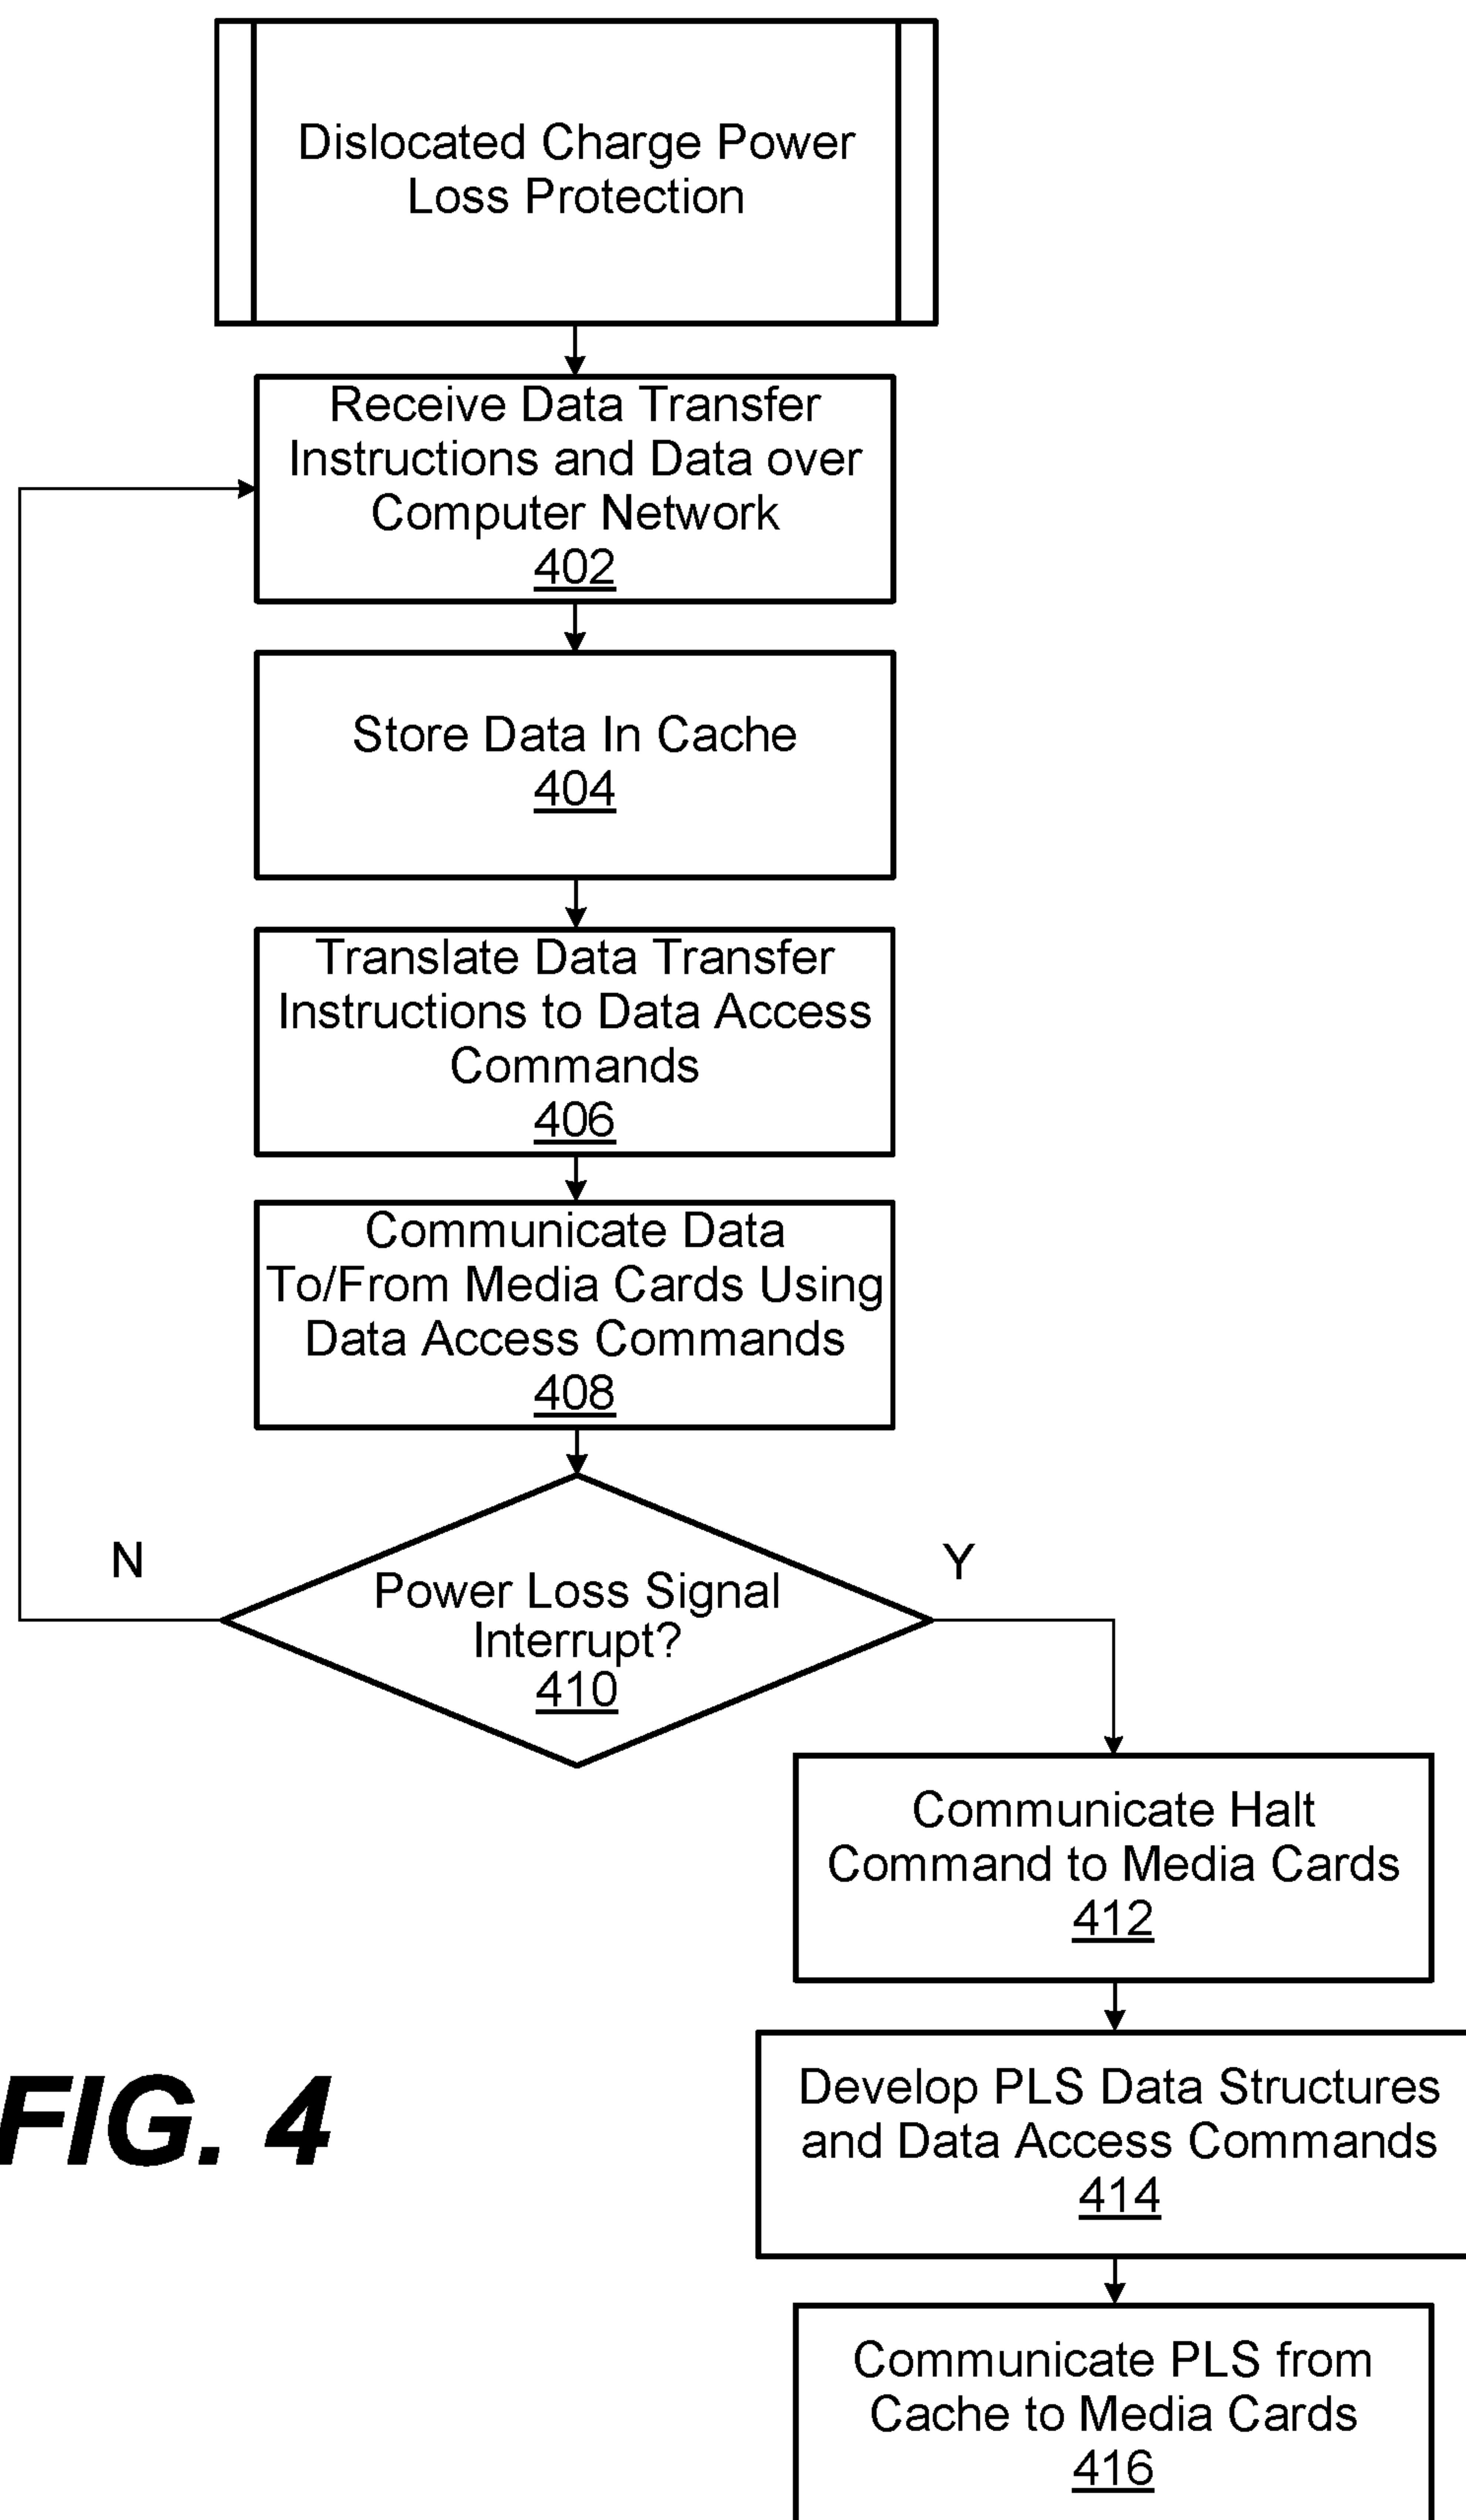 Dislocated Charge Power
Loss Protection
Receive Data Transfer
Instructions and Data over
Computer Network
402
Store Data In Cache
404
Translate Data Transfer
Instructions to Data Access
Commands
406
Communicate Data
To/From Media Cards Using
Data Access Commands
408
N
Y
Power Loss Signal
Interrupt?
410
Communicate Halt
Command to Media Cards
412
FIG. 4
Develop PLS Data Structures
and Data Access Commands
414
Communicate PLS from
Cache to Media Cards
416